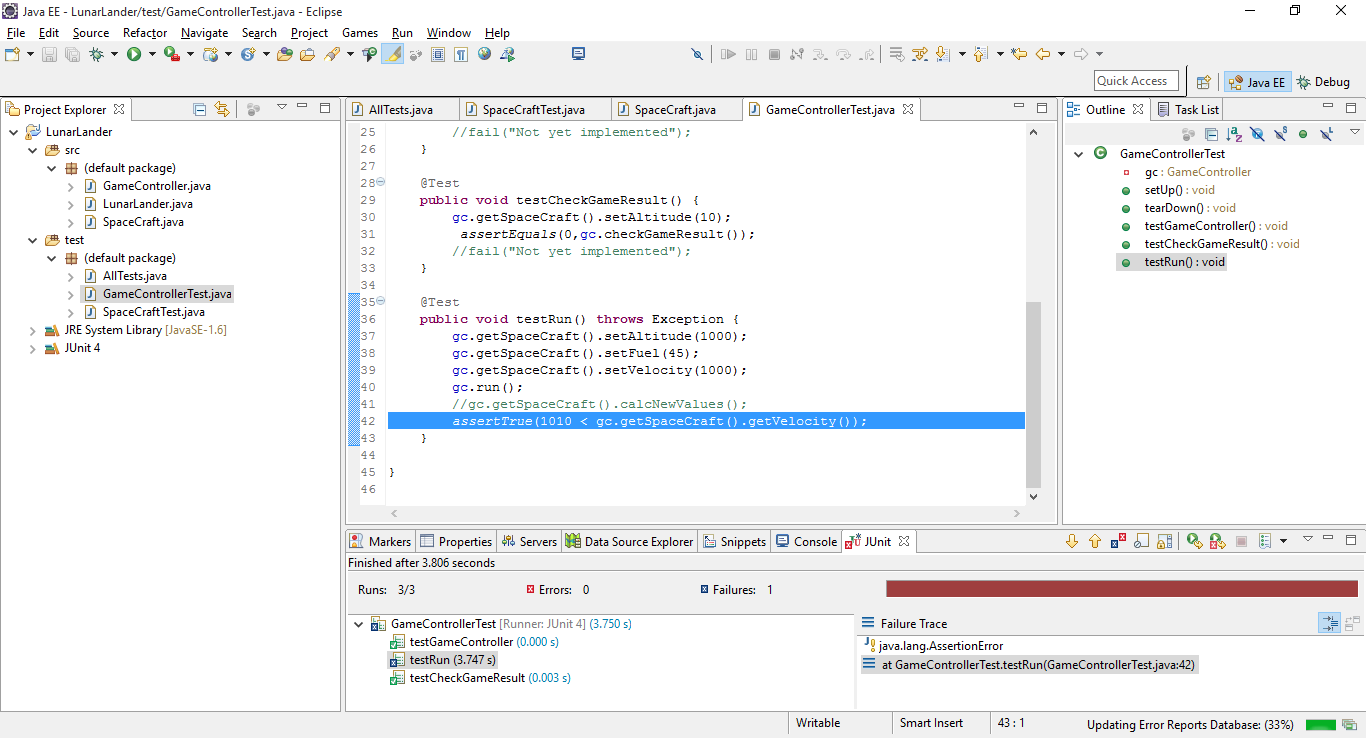 Java EE - LunarLander/test/GameControllerTest.java - Eclipse
File Edit Source Refactor Navigate Search Project Games Run Window Help
Quick Access Java EE Debug
Project Explorer
LunarLander
src
(default package)
GameController.java
LunarLander.java
SpaceCraft.java
test
(default package)
AllTests.java
GameControllerTest.java
SpaceCraftTest.java
JRE System Library [JavaSE-1.6]
JUnit 4
AllTests.java SpaceCraftTest.java SpaceCraft.java GameControllerTest.java
25 //fail("Not yet implemented");
26 }
27
28 @Test
29 public void testCheckGameResult() {
30 gc.getSpaceCraft().setAltitude(10);
31 assertEquals(0,gc.checkGameResult());
32 //fail("Not yet implemented");
33 }
34
35 @Test
36 public void testRun() throws Exception {
37 gc.getSpaceCraft().setAltitude(1000);
38 gc.getSpaceCraft().setFuel(45);
39 gc.getSpaceCraft().setVelocity(1000);
40 gc.run();
41 //gc.getSpaceCraft().calcNewValues();
42 assertTrue(1010 < gc.getSpaceCraft().getVelocity());
43 }
44
45 }
46
Outline Task List
GameControllerTest
gc : GameController
setUp() : void
tearDown() : void
testGameController() : void
testCheckGameResult() : void
testRun() : void
Markers Properties Servers Data Source Explorer Snippets Console JUnit
Finished after 3.806 seconds
Runs: 3/3 Errors: 0 Failures: 1
GameControllerTest [Runner: JUnit 4] (3.750 s)
testGameController (0.000 s)
testRun (3.747 s)
testCheckGameResult (0.003 s)
Failure Trace
java.lang.AssertionError
at GameControllerTest.testRun(GameControllerTest.java:42)
Writable Smart Insert 43 : 1 Updating Error Reports Database: (33%)